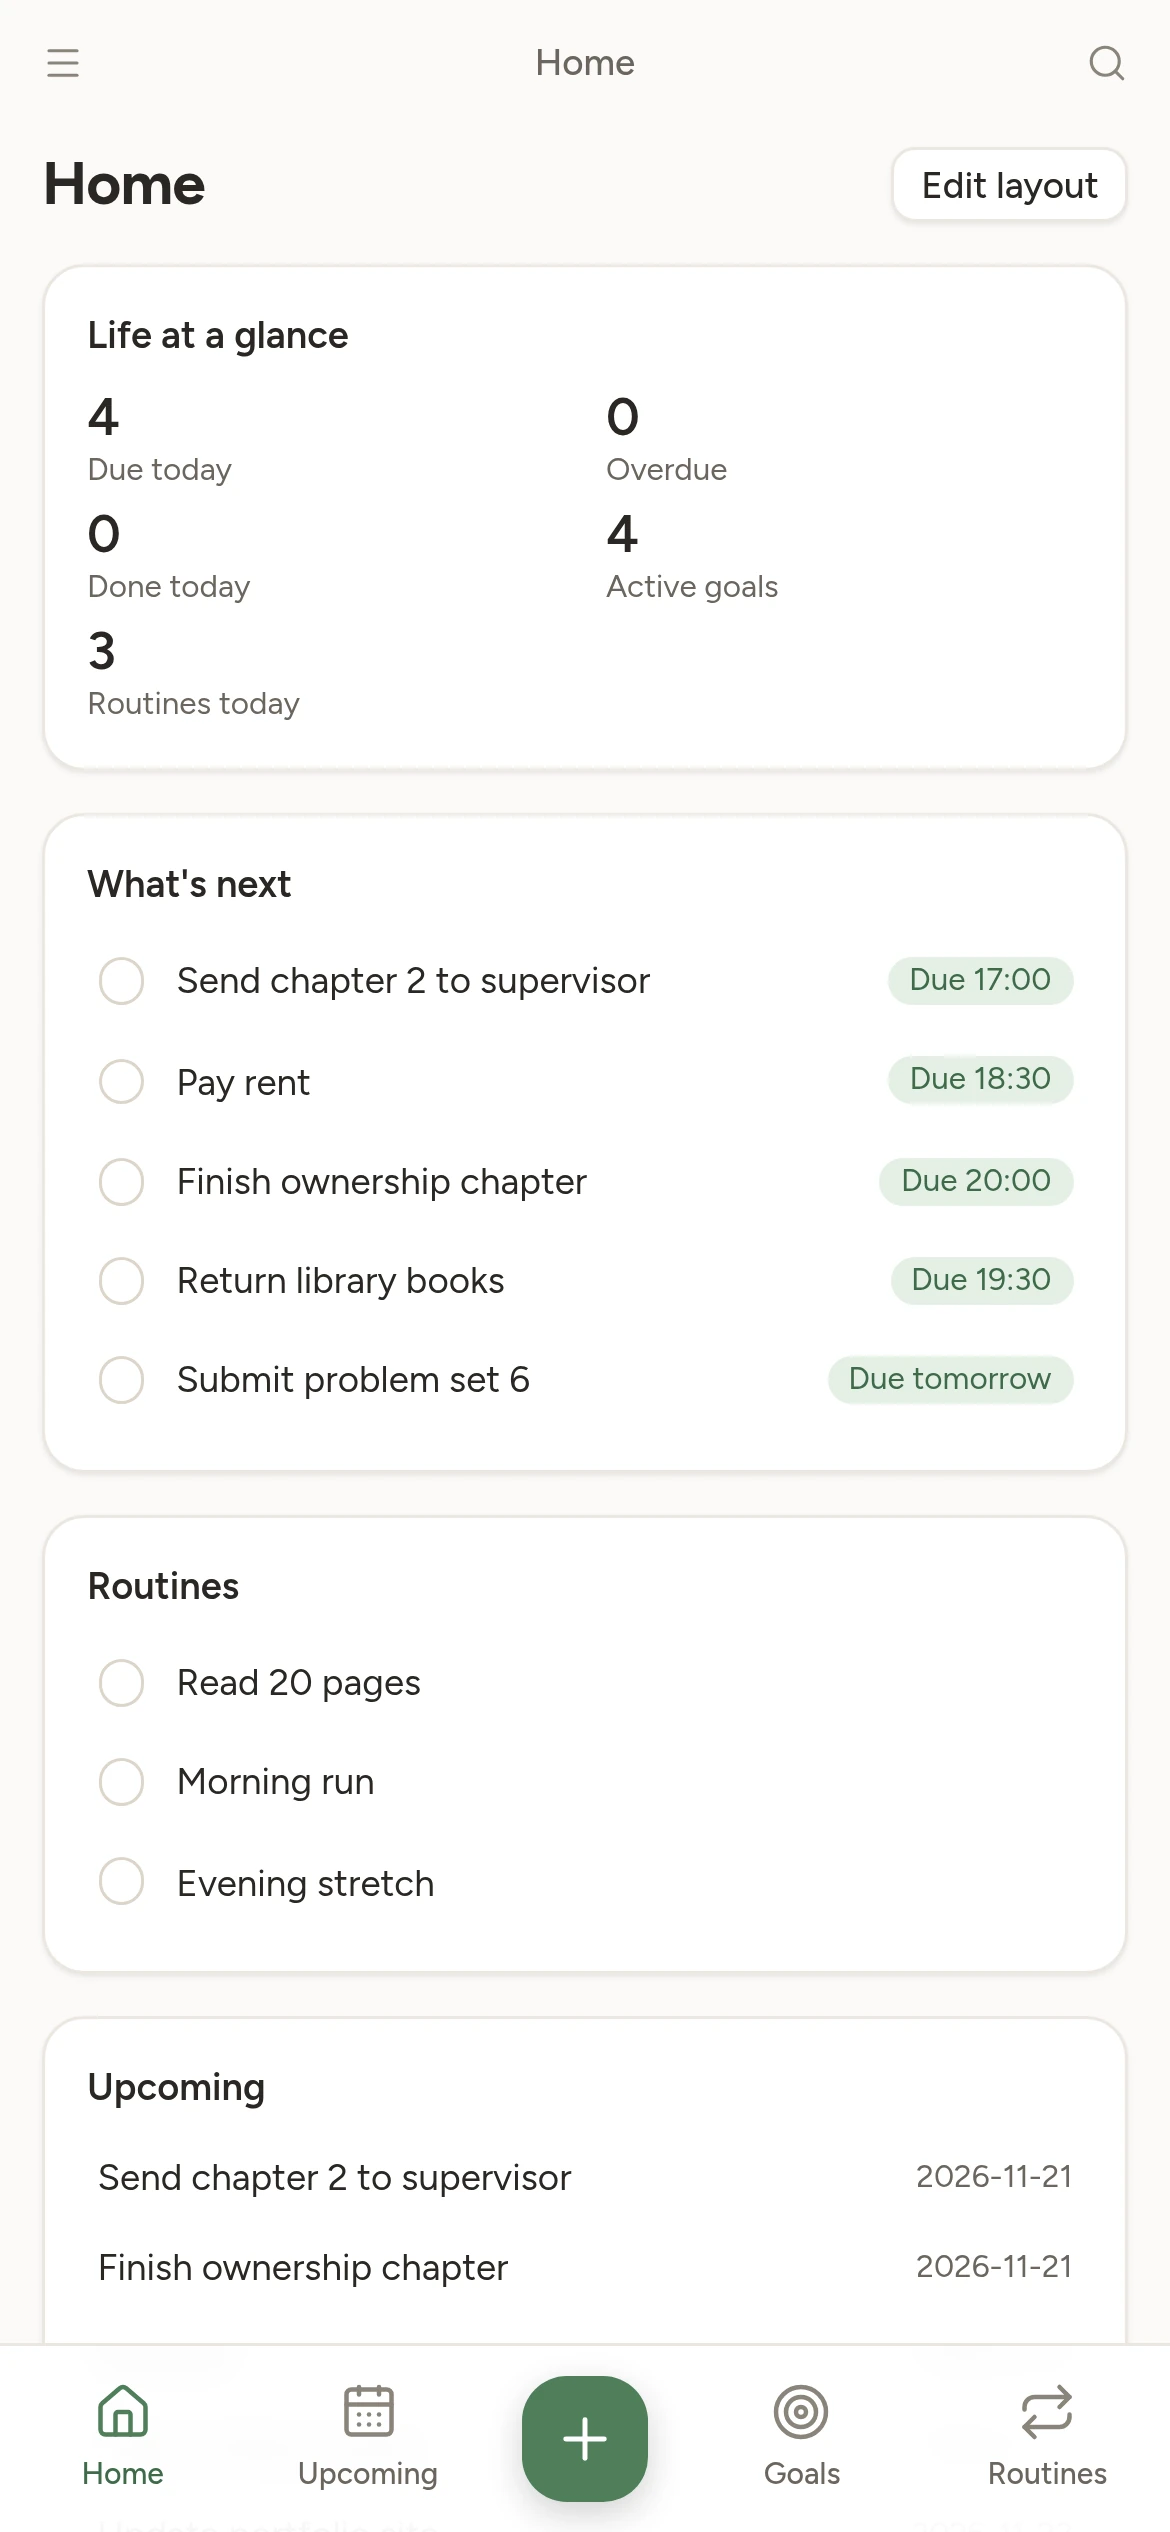 Home
Home
Edit layout
Life at a glance
4
Due today
0
Overdue
0
Done today
4
Active goals
3
Routines today
What's next
Send chapter 2 to supervisor
Due 17:00
Pay rent
Due 18:30
Finish ownership chapter
Due 20:00
Return library books
Due 19:30
Submit problem set 6
Due tomorrow
Routines
Read 20 pages
Morning run
Evening stretch
Upcoming
Send chapter 2 to supervisor
2026-11-21
Finish ownership chapter
2026-11-21
Home
Upcoming
Goals
Routines